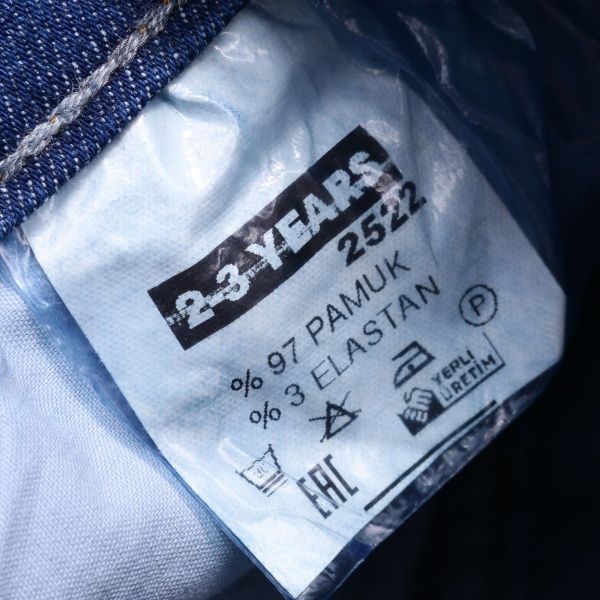 2-3 YEARS
2522
% 97 PAMUK
% 3 ELASTAN
P
YERLİ
ÜRETİM
EAC